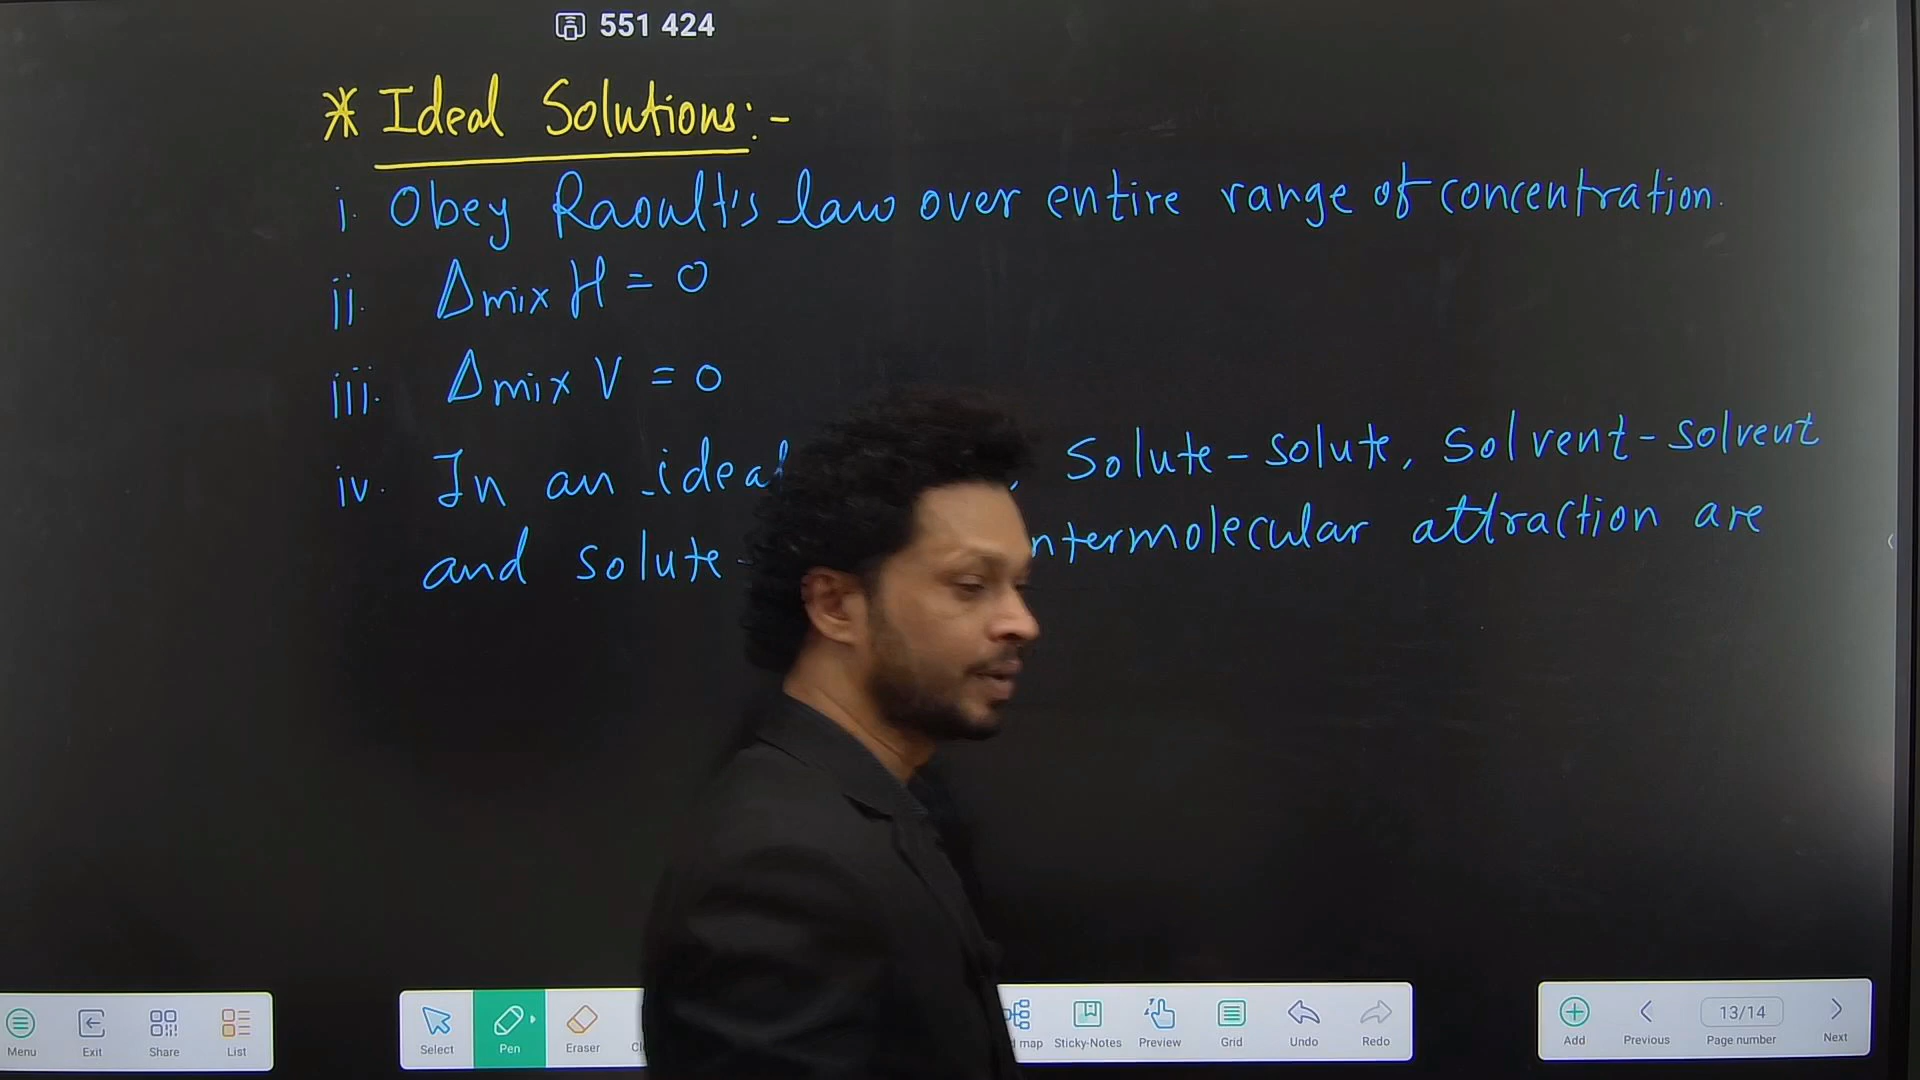 551 424
* Ideal Solutions:-
i. Obey Raoult's law over entire range of concentration.
ii. ΔmixH = 0
iii. Δmix V = 0
iv. In an ideal , Solute-solute, Solvent-solvent
and solute- ntermolecular attraction are
Menu Exit Share List Select Pen Eraser Cl d map Sticky-Notes Preview Grid Undo Redo Add Previous 13/14 Page number Next